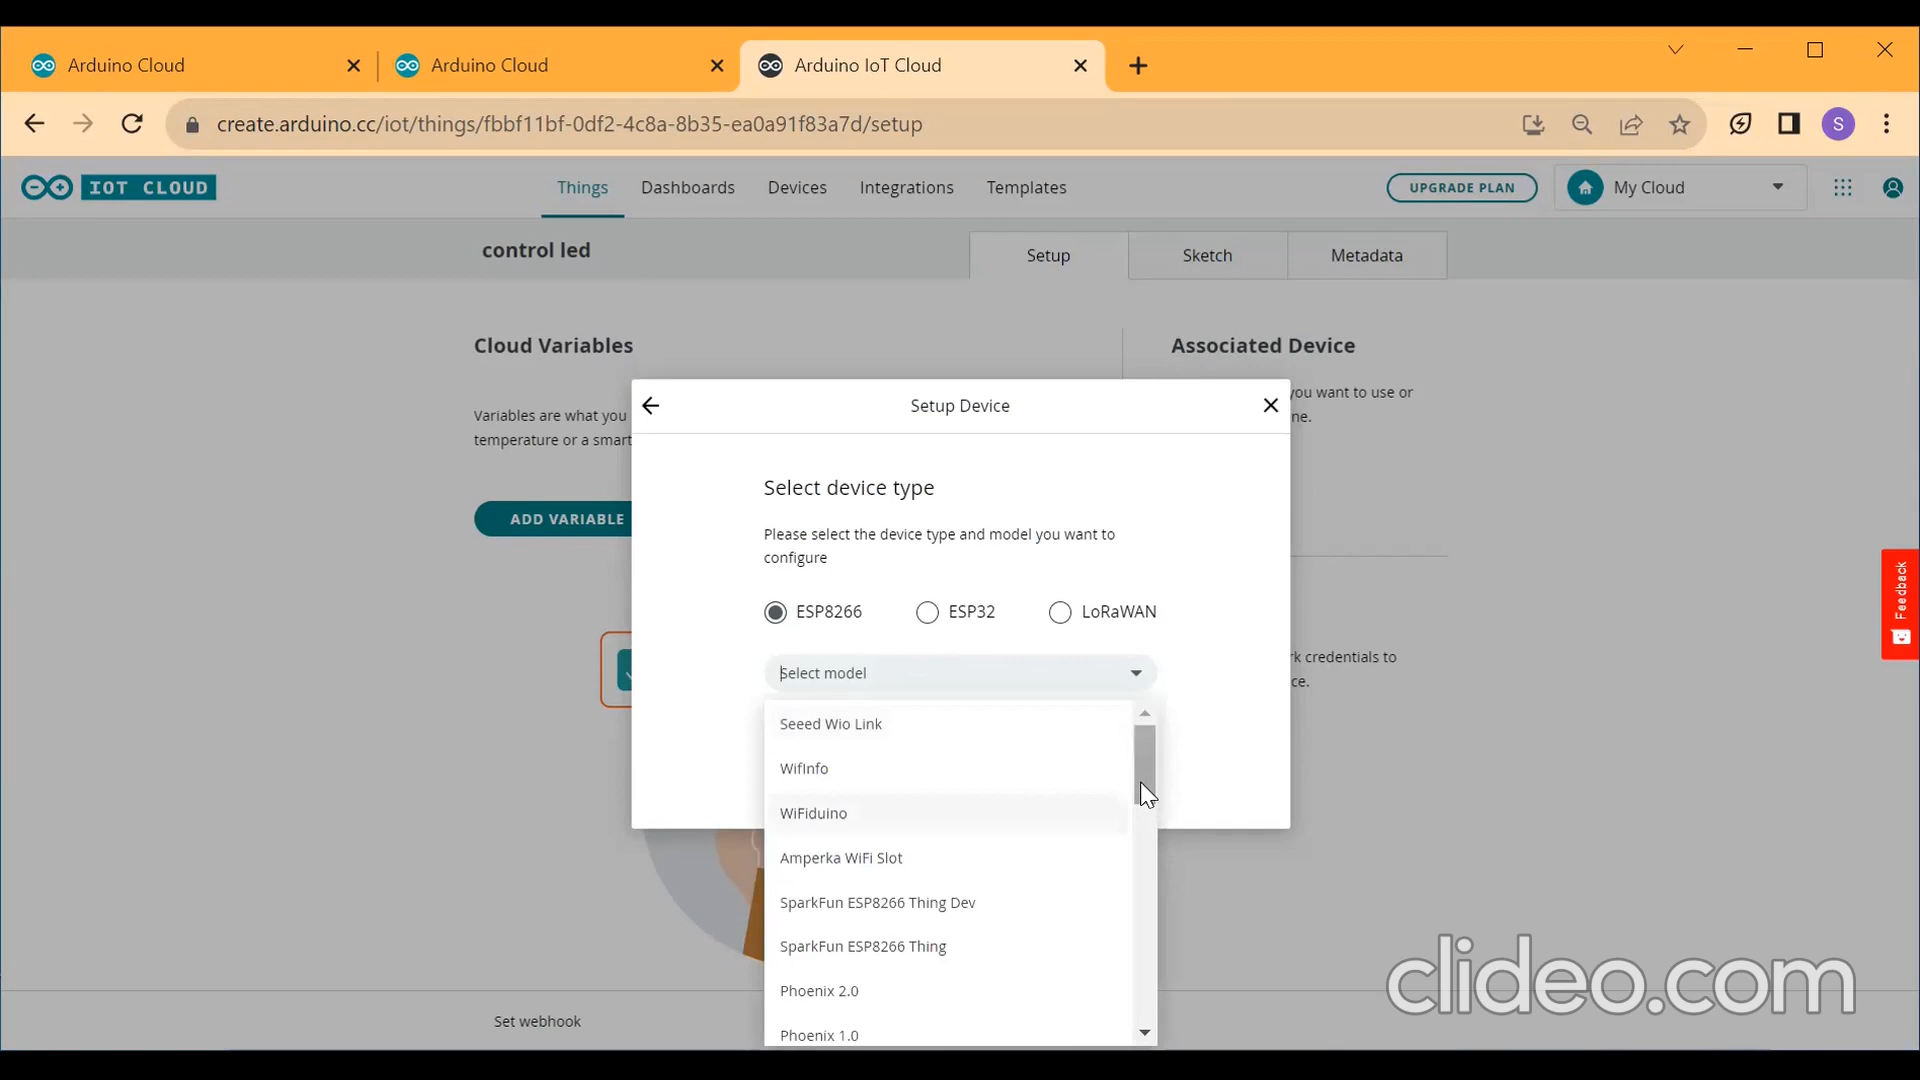 Arduino Cloud
Arduino Cloud
Arduino IoT Cloud
create.arduino.cc/iot/things/fbbf11bf-0df2-4c8a-8b35-ea0a91f83a7d/setup
S
IOT CLOUD
Things
Dashboards
Devices
Integrations
Templates
UPGRADE PLAN
My Cloud
control led
Setup
Sketch
Metadata
Cloud Variables
Associated Device
Variables are what you
temperature or a smart
you want to use or
ne.
ADD VARIABLE
Setup Device
Select device type
Please select the device type and model you want to
configure
ESP8266
ESP32
LoRaWAN
Select model
Seeed Wio Link
WifInfo
WiFiduino
Amperka WiFi Slot
SparkFun ESP8266 Thing Dev
SparkFun ESP8266 Thing
Phoenix 2.0
Phoenix 1.0
rk credentials to
ce.
Feedback
Set webhook
clideo.com